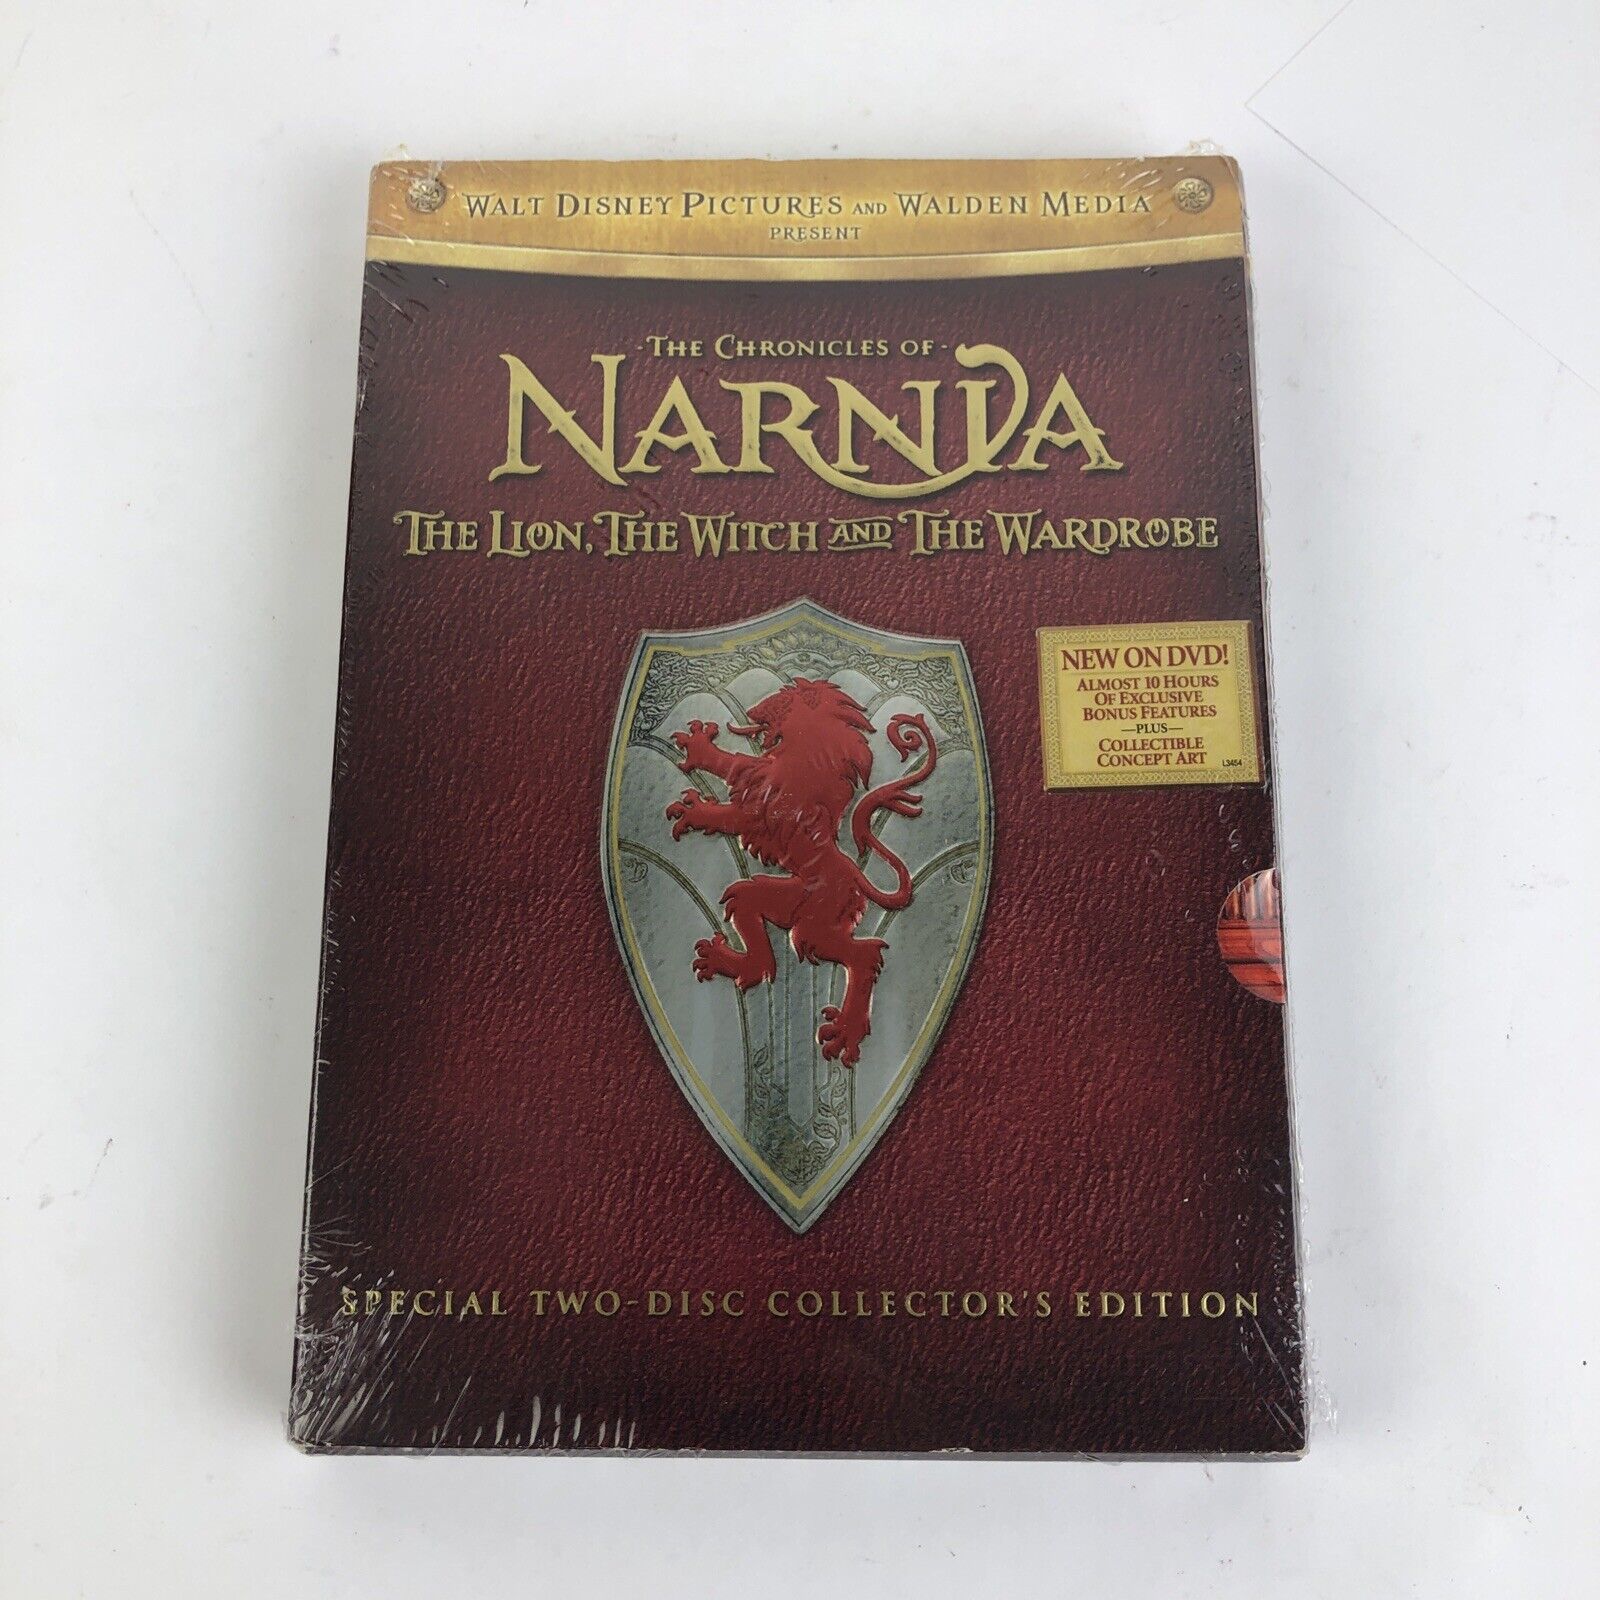 WALT DISNEY PICTURES AND WALDEN MEDIA
PRESENT
THE CHRONICLES OF
NARNIA
THE LION, THE WITCH AND THE WARDROBE
NEW ON DVD!
ALMOST 10 HOURS
OF EXCLUSIVE
BONUS FEATURES
—PLUS—
COLLECTIBLE
CONCEPT ART
L3454
SPECIAL TWO-DISC COLLECTOR'S EDITION